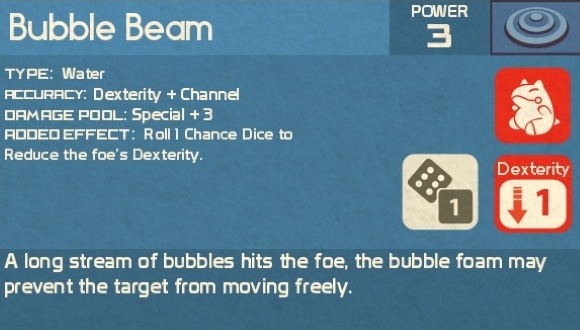 Bubble Beam
POWER
3
TYPE: Water
ACCURACY: Dexterity + Channel
DAMAGE POOL: Special + 3
ADDED EFFECT: Roll 1 Chance Dice to
Reduce the foe's Dexterity.
Dexterity
1
1
A long stream of bubbles hits the foe, the bubble foam may
prevent the target from moving freely.